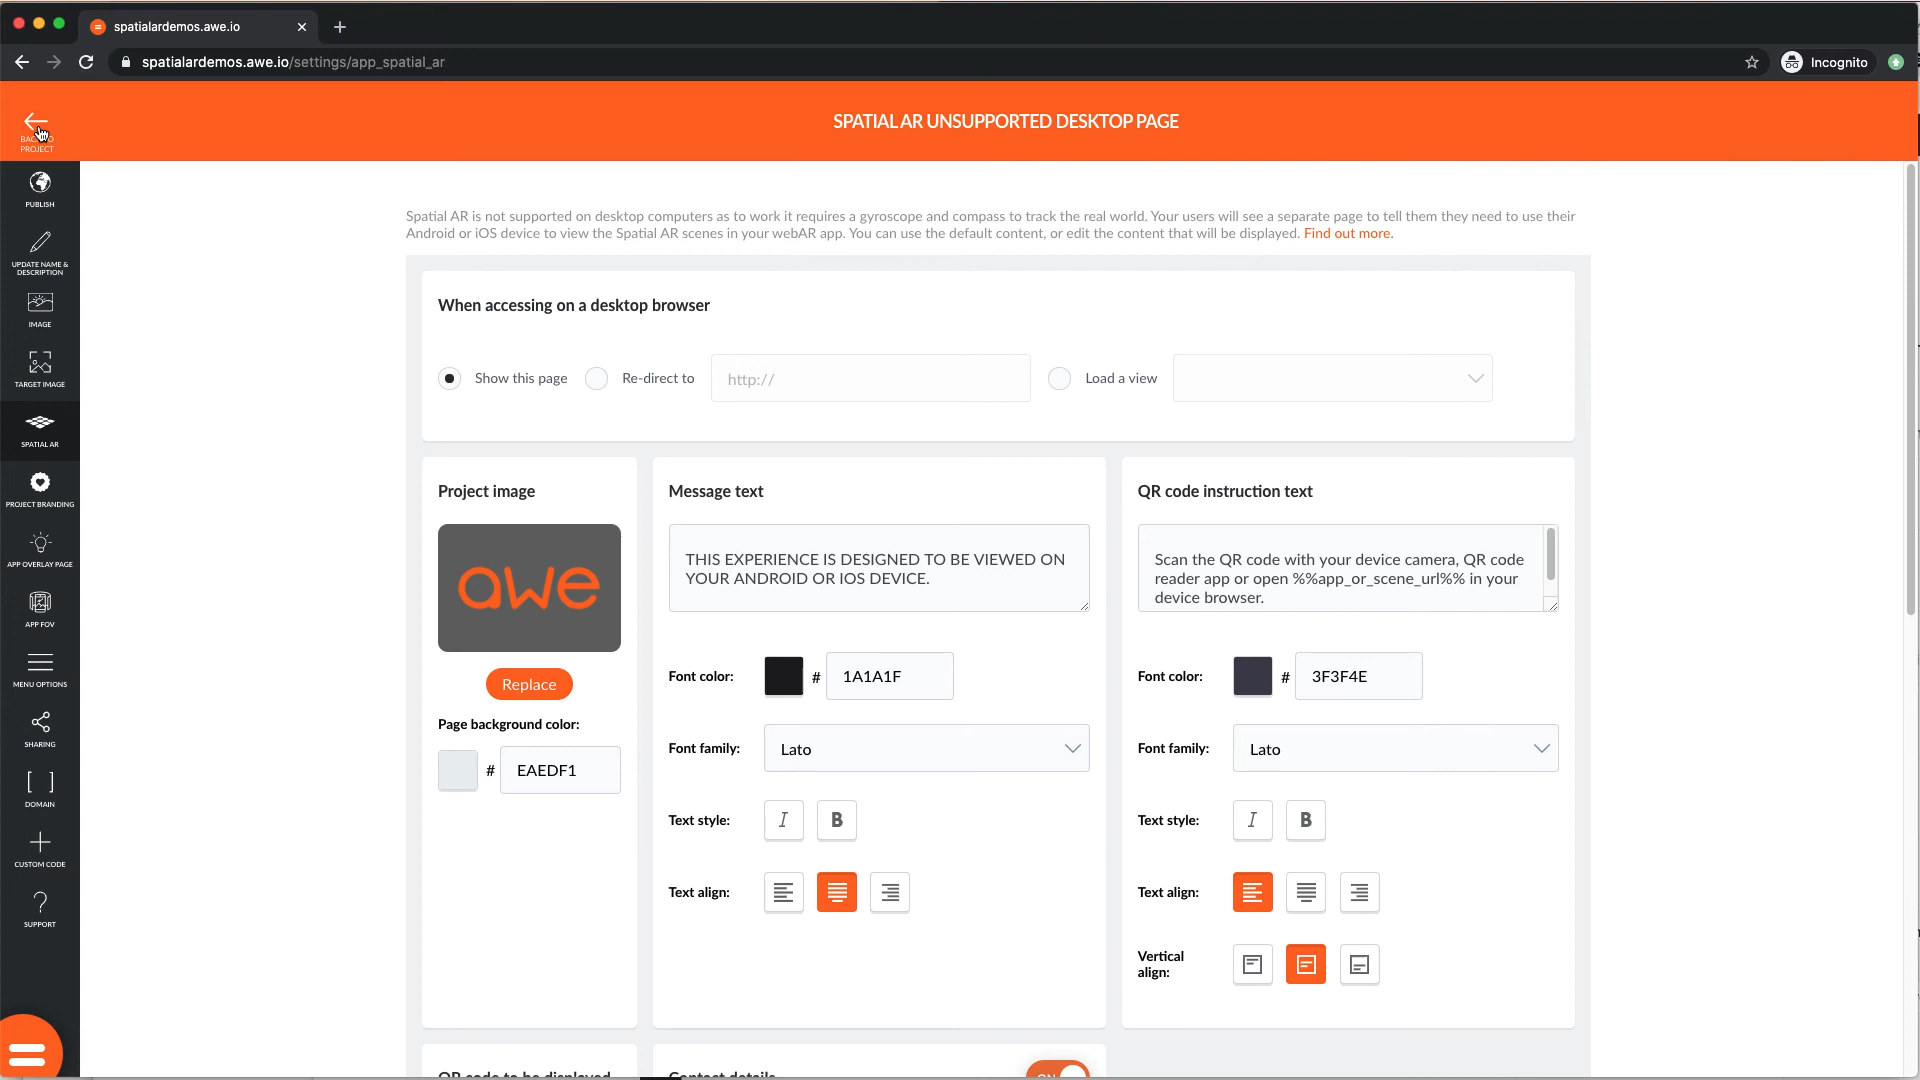 spatialardemos.awe.io
spatialardemos.awe.io/settings/app_spatial_ar
Incognito
SPATIAL AR UNSUPPORTED DESKTOP PAGE
PROJECT
PUBLISH
UPDATE NAME &
DESCRIPTION
IMAGE
TARGET IMAGE
SPATIAL AR
PROJECT BRANDING
APP OVERLAY PAGE
APP FOV
MENU OPTIONS
SHARING
DOMAIN
CUSTOM CODE
SUPPORT
Spatial AR is not supported on desktop computers as to work it requires a gyroscope and compass to track the real world. Your users will see a separate page to tell them they need to use their
Android or iOS device to view the Spatial AR scenes in your webAR app. You can use the default content, or edit the content that will be displayed. Find out more.
When accessing on a desktop browser
Show this page
Re-direct to
http://
Load a view
Project image
awe
Replace
Page background color:
# EAEDF1
Message text
THIS EXPERIENCE IS DESIGNED TO BE VIEWED ON
YOUR ANDROID OR IOS DEVICE.
Font color:
# 1A1A1F
Font family:
Lato
Text style:
I B
Text align:
QR code instruction text
Scan the QR code with your device camera, QR code
reader app or open %%app_or_scene_url%% in your
device browser.
Font color:
# 3F3F4E
Font family:
Lato
Text style:
I B
Text align:
Vertical
align:
QR code to be displayed
Contact details
ON